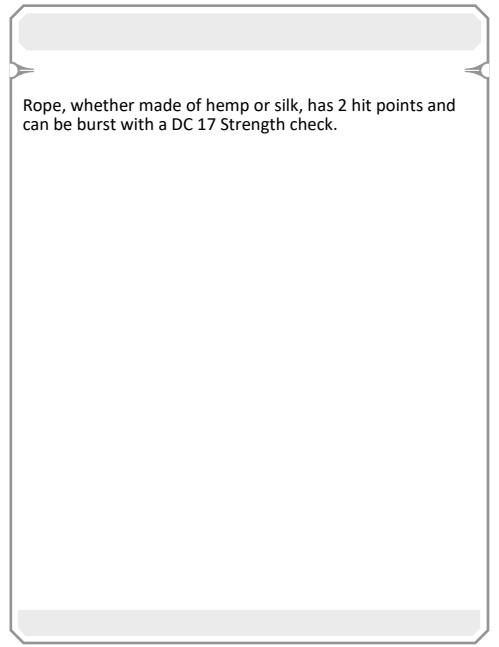 Rope, whether made of hemp or silk, has 2 hit points and
can be burst with a DC 17 Strength check.